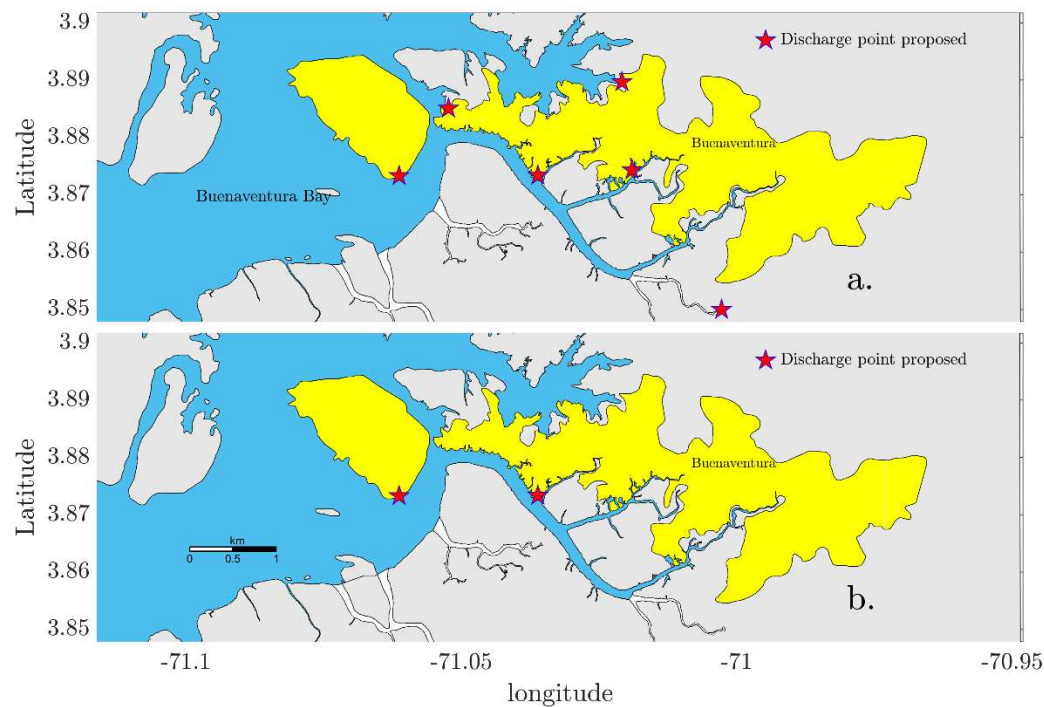 3.9
Discharge point proposed
3.89
3.88
Buenaventura
Latitude
3.87
Buenaventura Bay
3.86
a.
3.85
3.9
Discharge point proposed
3.89
3.88
Buenaventura
Latitude
3.87
km
0 0.5 1
3.86
b.
3.85
-71.1 -71.05 -71 -70.95
longitude